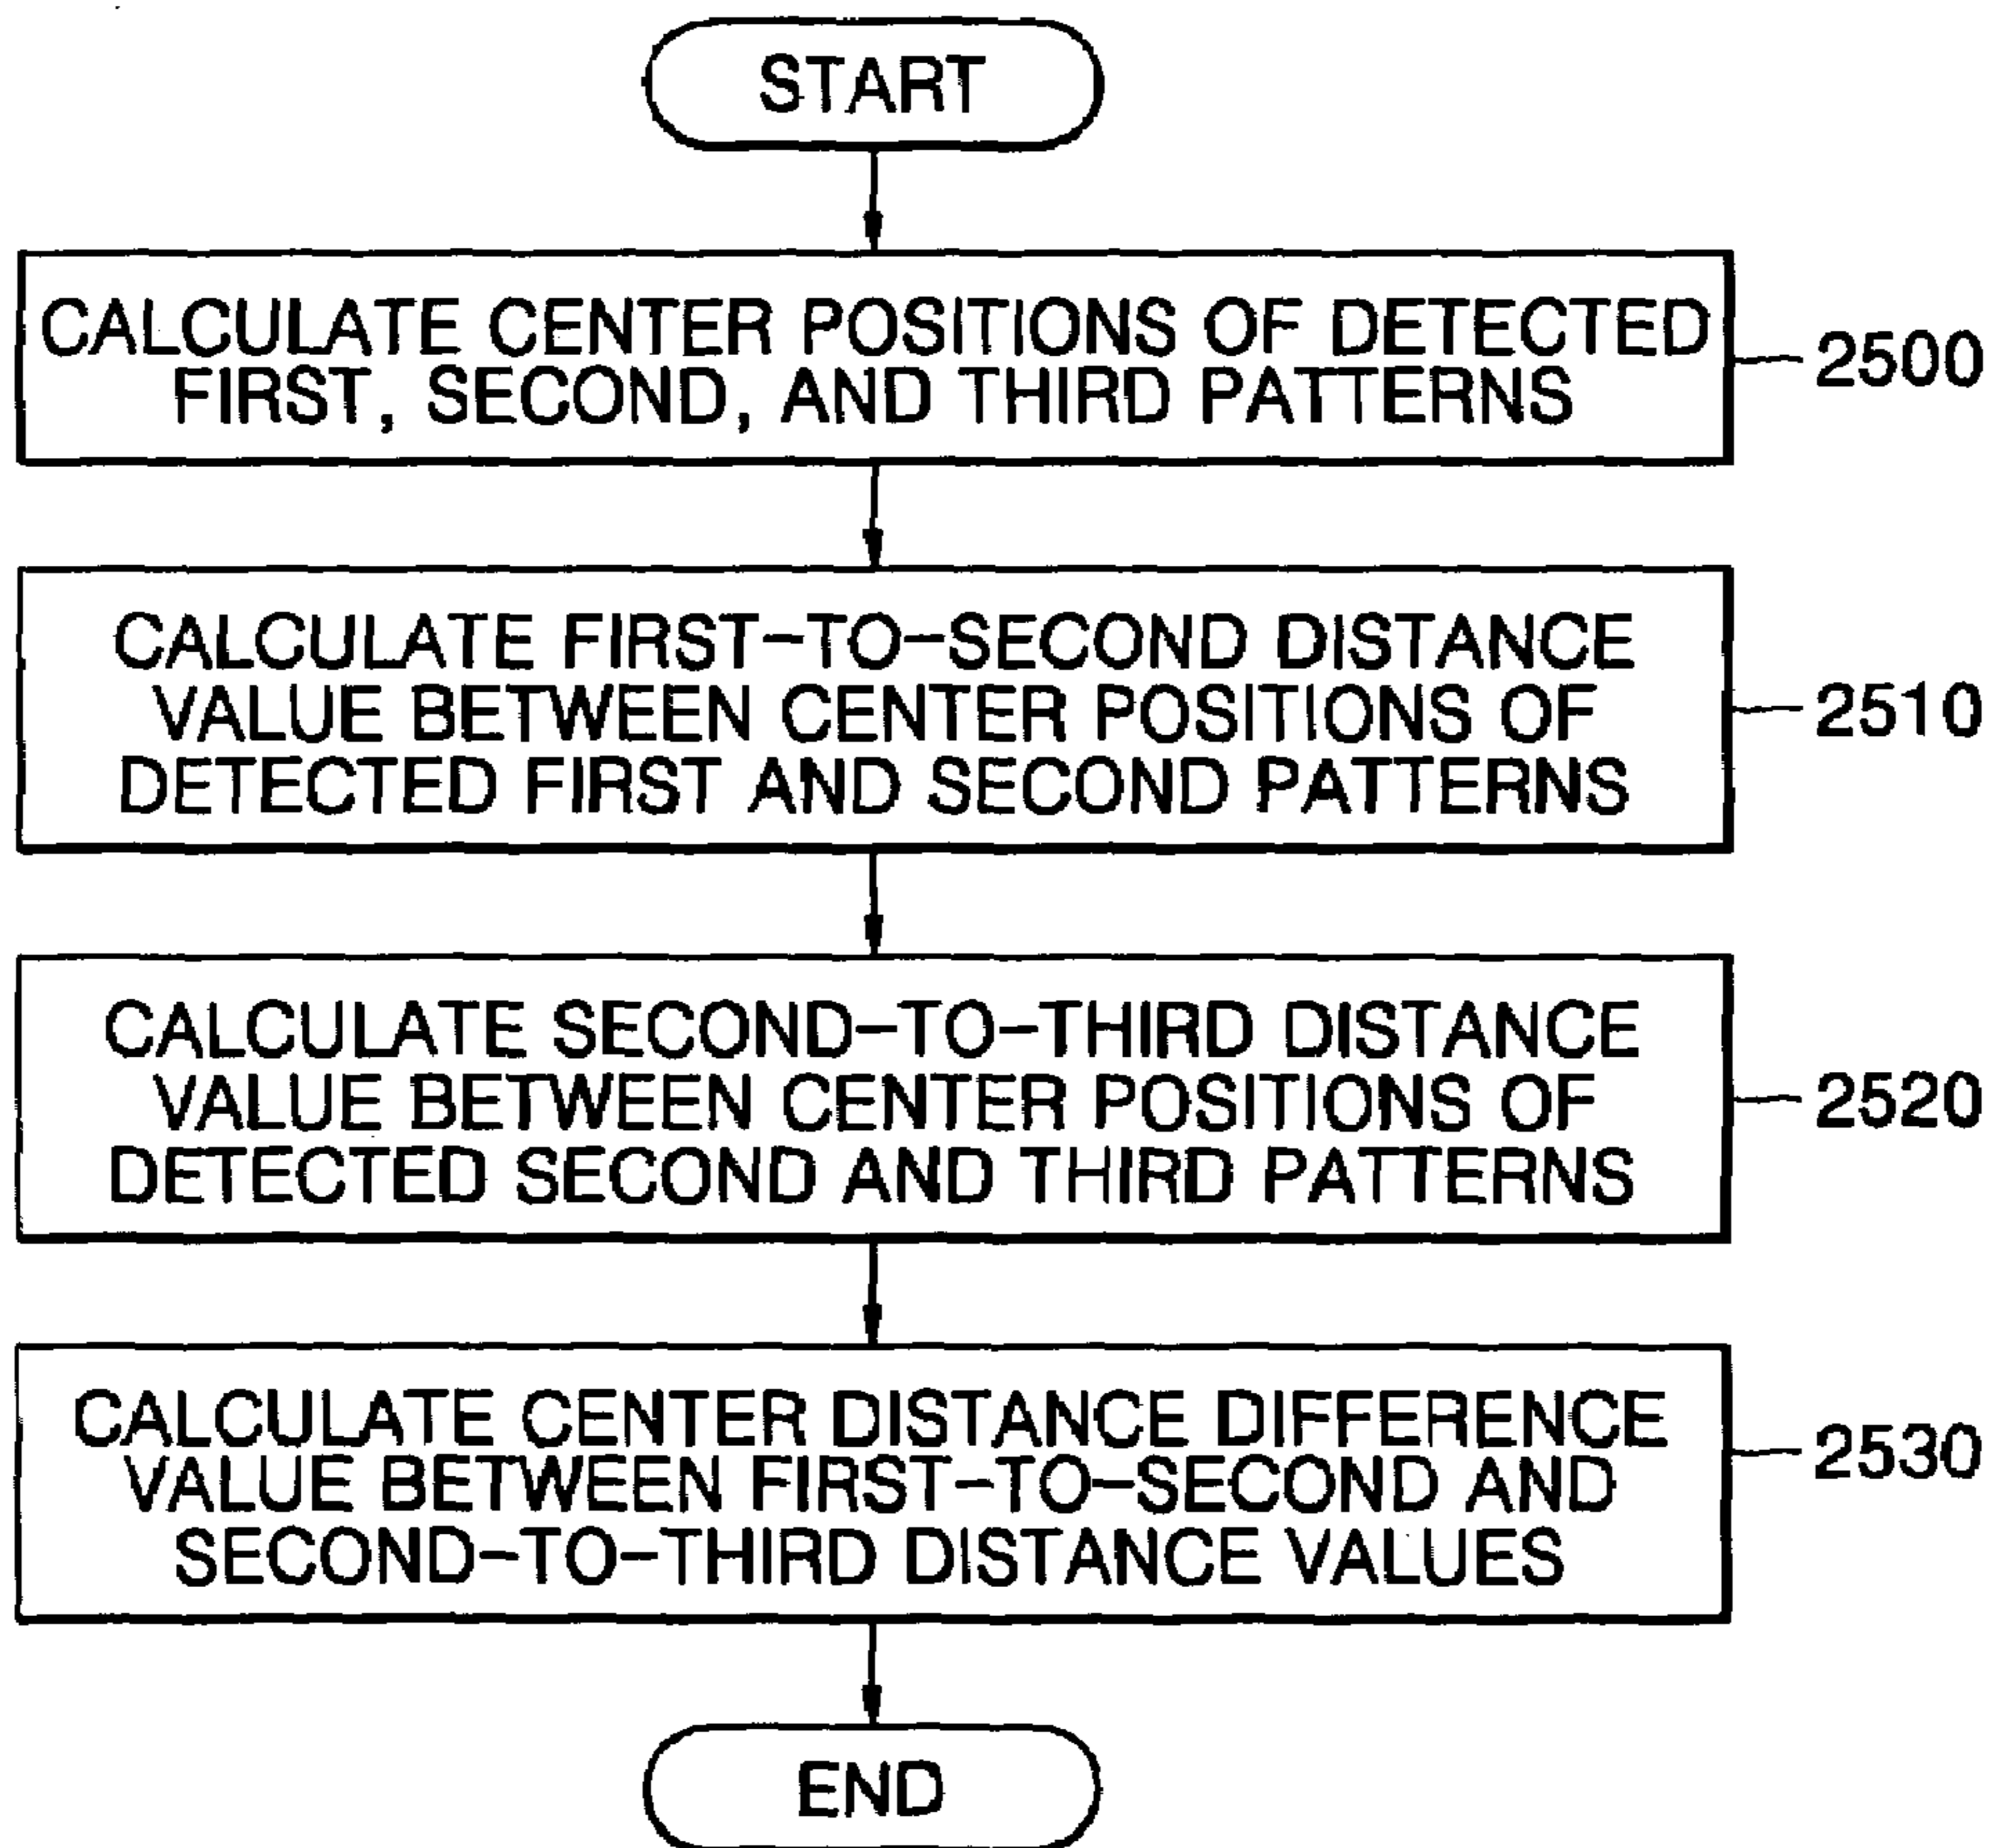 START
CALCULATE CENTER POSITIONS OF DETECTED
FIRST, SECOND, AND THIRD PATTERNS
2500
CALCULATE FIRST-TO-SECOND DISTANCE
VALUE BETWEEN CENTER POSITIONS OF
DETECTED FIRST AND SECOND PATTERNS
2510
CALCULATE SECOND-TO-THIRD DISTANCE
VALUE BETWEEN CENTER POSITIONS OF
DETECTED SECOND AND THIRD PATTERNS
2520
CALCULATE CENTER DISTANCE DIFFERENCE
VALUE BETWEEN FIRST-TO-SECOND AND
SECOND-TO-THIRD DISTANCE VALUES
2530
END